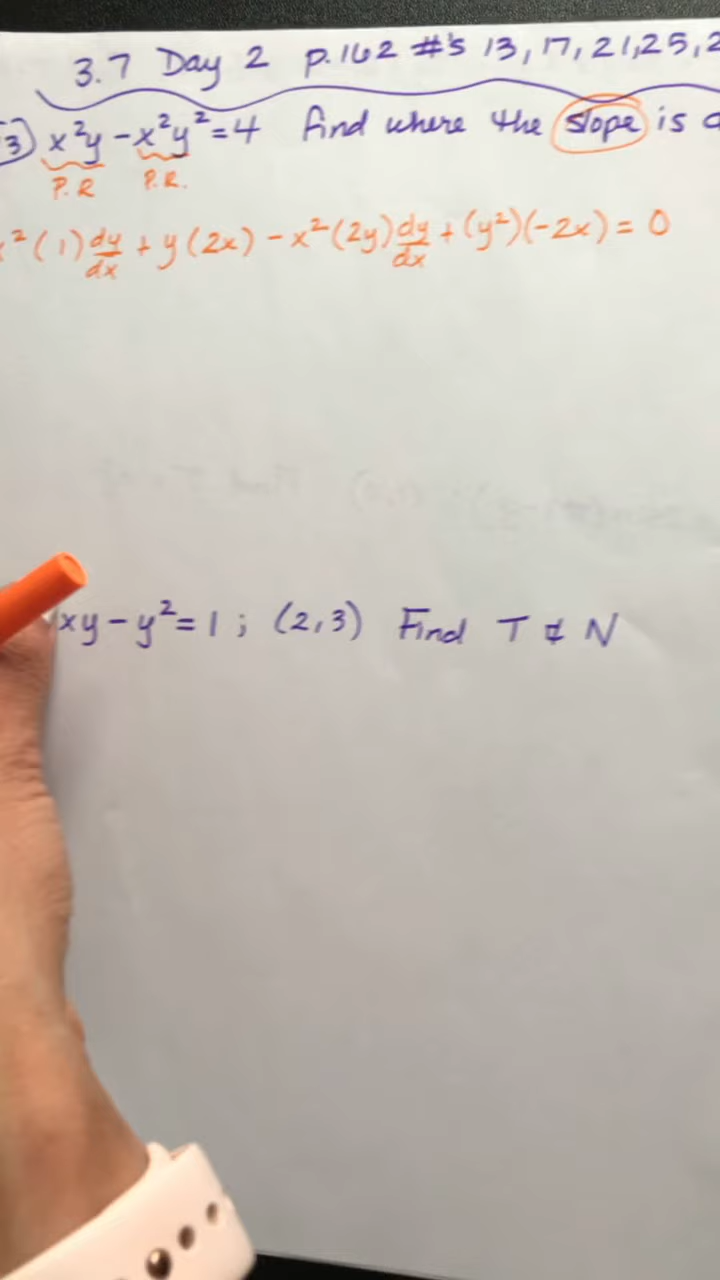 3.7 Day 2 p.162 #'s 13, 17, 21, 25,
3) x²y - x²y² = 4 find where the slope is
P.R P.R.
²(1)dy/dx + y(2x) - x²(2y)dy/dx + (y²)(-2x) = 0
xy - y² = 1 ; (2,3) Find T & N